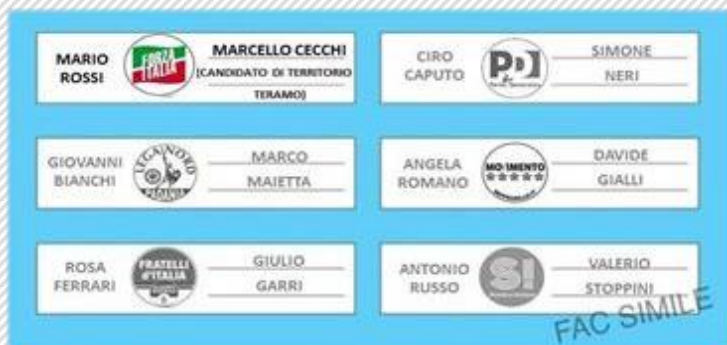 MARIO
ROSSI
FORZA
ITALIA
MARCELLO CECCHI
(CANDIDATO DI TERRITORIO
TERAMO)
CIRO
CAPUTO
PD
SIMONE
NERI
GIOVANNI
BIANCHI
LEGA NORD
PADANIA
MARCO
MAIETTA
ANGELA
ROMANO
MOVIMENTO
DAVIDE
GIALLI
ROSA
FERRARI
FRATELLI
d'ITALIA
GIULIO
GARRI
ANTONIO
RUSSO
SI
VALERIO
STOPPINI
FAC SIMILE